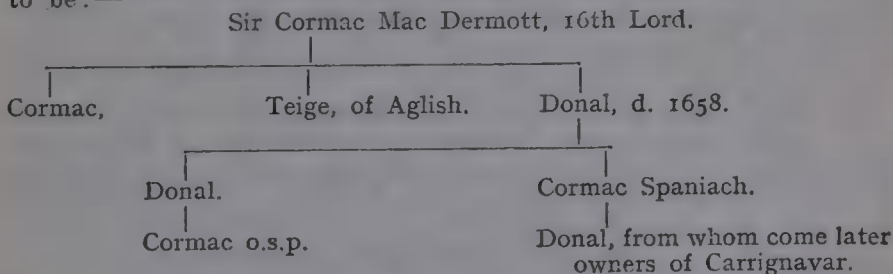 to be:—
Sir Cormac Mac Dermott, 16th Lord.
Cormac, Teige, of Aglish. Donal, d. 1658.
Donal. Cormac Spaniach.
Cormac o.s.p. Donal, from whom come later
owners of Carrignavar.